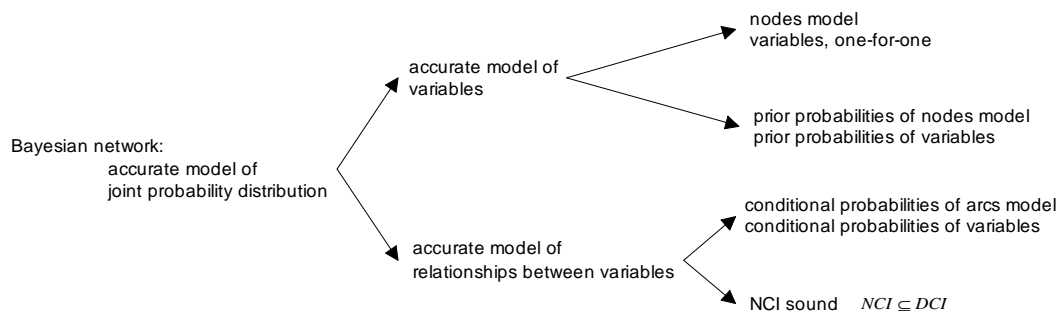 Bayesian network:
accurate model of
joint probability distribution
accurate model of
variables
accurate model of
relationships between variables
nodes model
variables, one-for-one
prior probabilities of nodes model
prior probabilities of variables
conditional probabilities of arcs model
conditional probabilities of variables
NCI sound NCI ⊆ DCI